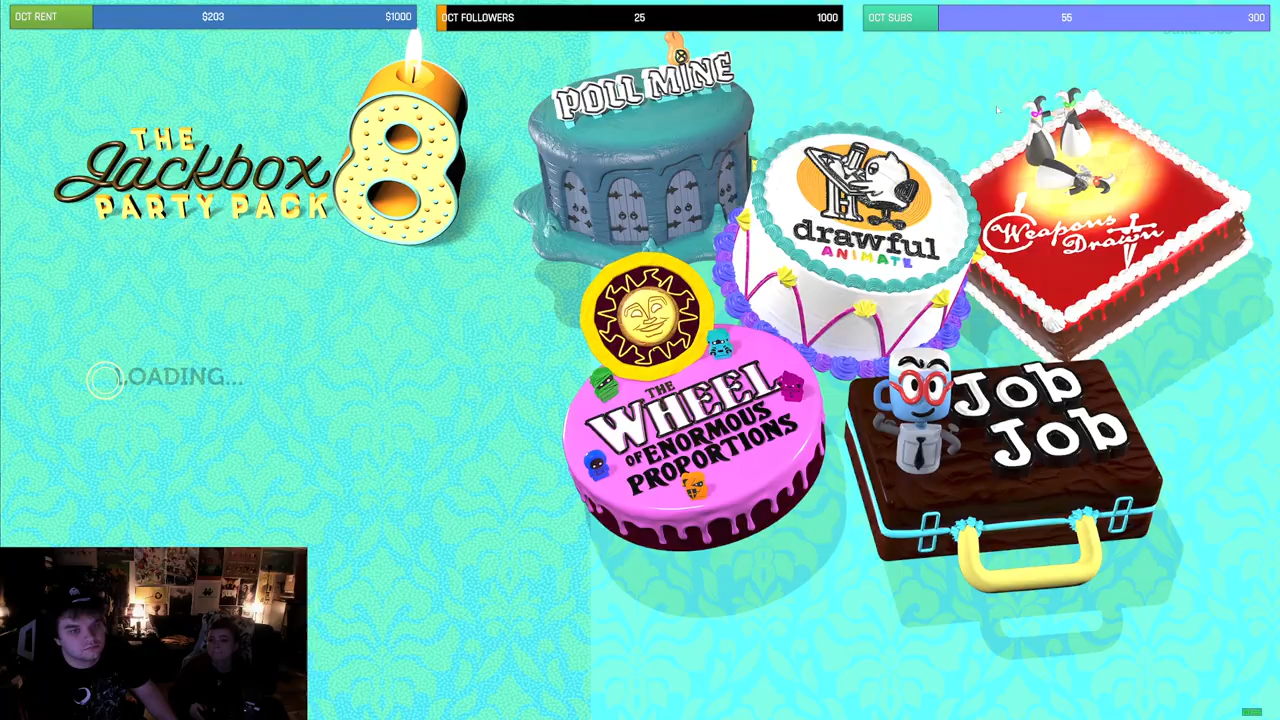 OCT RENT $203 $1000
OCT FOLLOWERS 25 1000
OCT SUBS 55 300
THE
Jackbox
PARTY PACK
8
LOADING...
POLL MINE
drawful
ANIMATE
Weapons
Drawn
THE
WHEEL
OF ENORMOUS
PROPORTIONS
Job
Job